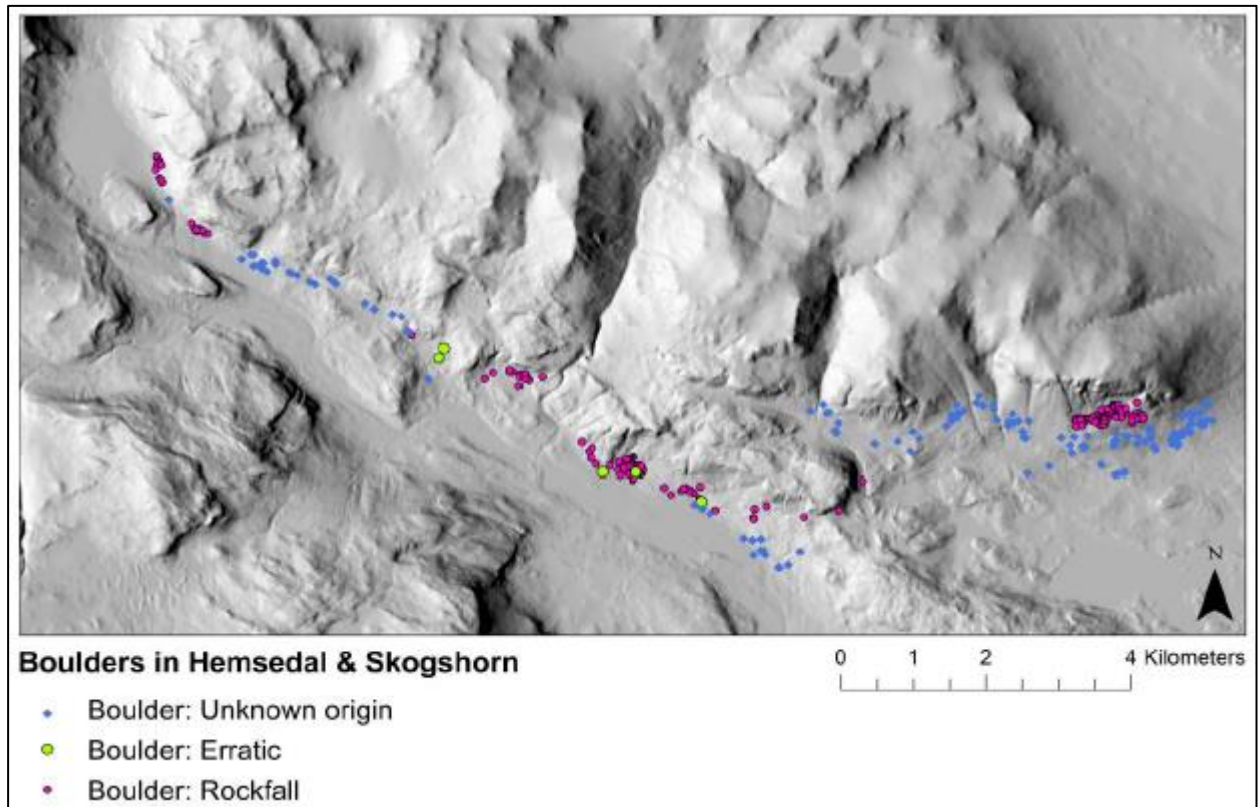 N
Boulders in Hemsedal & Skogshorn
0 1 2 4 Kilometers
Boulder: Unknown origin
Boulder: Erratic
Boulder: Rockfall